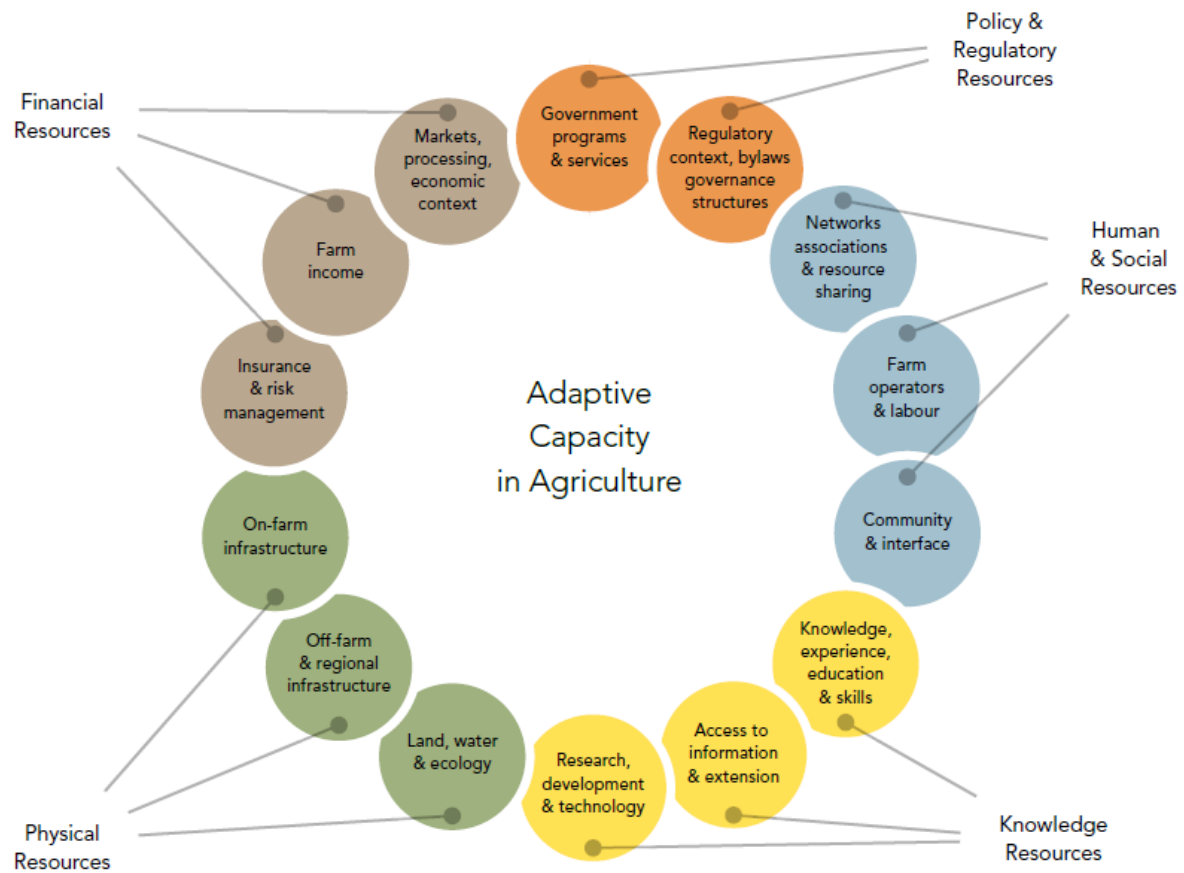 Policy &
Regulatory
Resources
Financial
Resources
Government
programs
& services
Regulatory
context, bylaws
governance
structures
Markets,
processing,
economic
context
Networks
associations
& resource
sharing
Human
& Social
Resources
Farm
income
Farm
operators
& labour
Insurance
& risk
management
Adaptive
Capacity
in Agriculture
Community
& interface
On-farm
infrastructure
Knowledge,
experience,
education
& skills
Off-farm
& regional
infrastructure
Access to
information
& extension
Land, water
& ecology
Research,
development
& technology
Physical
Resources
Knowledge
Resources